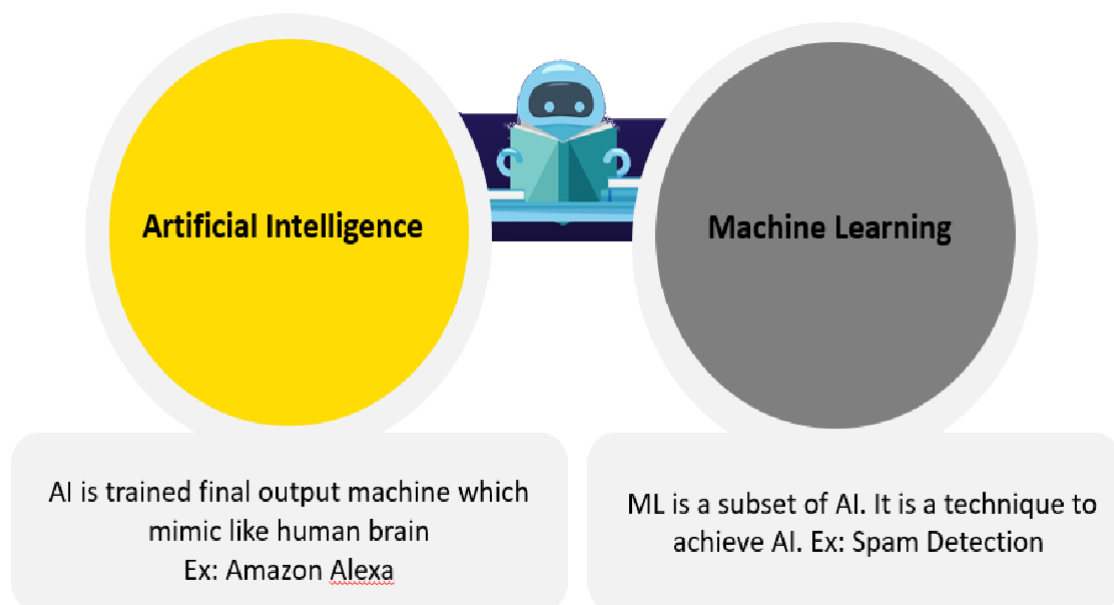 Artificial Intelligence
Machine Learning
AI is trained final output machine which
mimic like human brain
Ex: Amazon Alexa
ML is a subset of AI. It is a technique to
achieve AI. Ex: Spam Detection